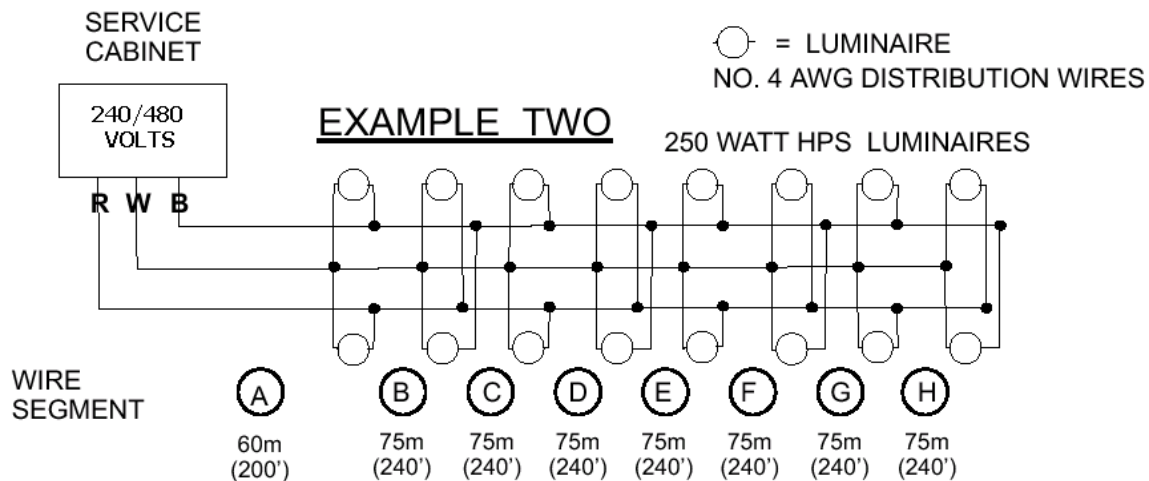 SERVICE
CABINET
= LUMINAIRE
NO. 4 AWG DISTRIBUTION WIRES
240/480
VOLTS
EXAMPLE TWO
250 WATT HPS LUMINAIRES
R W B
WIRE
SEGMENT
A B C D E F G H
60m 75m 75m 75m 75m 75m 75m 75m
(200’) (240’) (240’) (240’) (240’) (240’) (240’) (240’)